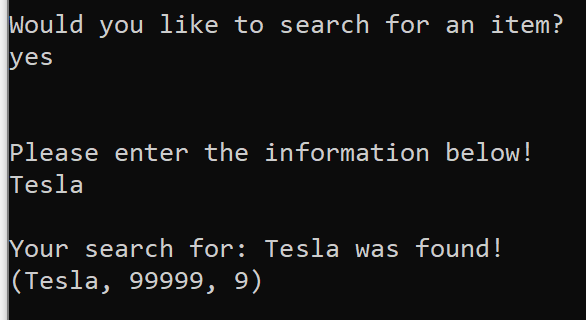 Would you like to search for an item?
yes
Please enter the information below!
Tesla
Your search for: Tesla was found!
(Tesla, 99999, 9)